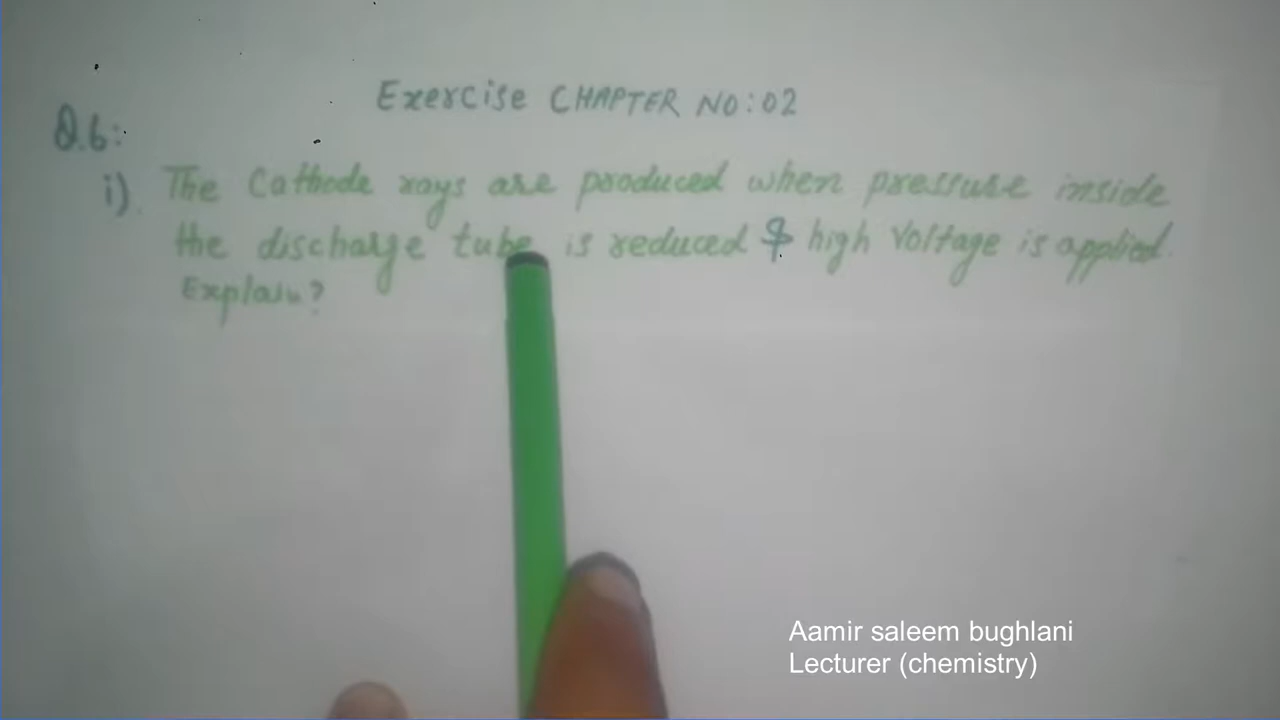 Exercise CHAPTER NO:02
Q.6:
i). The Cathode rays are produced when pressure inside
the discharge tube is reduced & high Voltage is applied.
Explain?
Aamir saleem bughlani
Lecturer (chemistry)